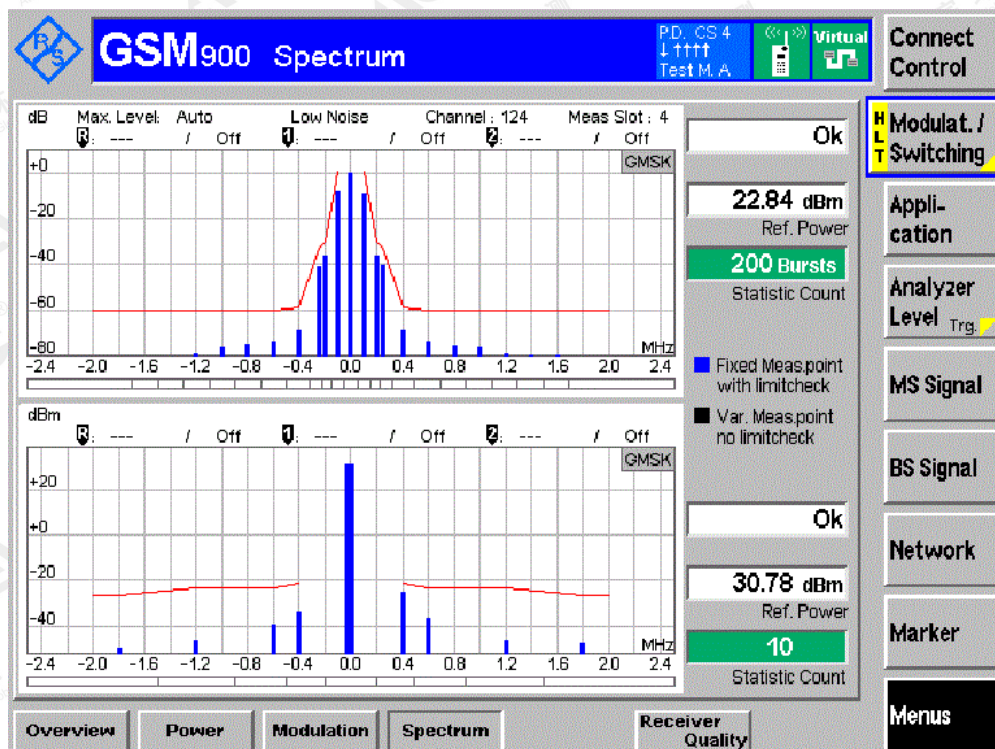 R/S
GSM900 Spectrum
PD. CS 4
↓ ↑↑↑↑
Test M. A
Virtual
Connect
Control
HLT
Modulat. /
Switching
Appli-
cation
Analyzer
Level Trg.
MS Signal
BS Signal
Network
Marker
Menus
dB Max. Level: Auto Low Noise Channel : 124 Meas Slot : 4
R: --- / Off 1: --- / Off 2: --- / Off
GMSK
+0
-20
-40
-60
-80
MHz
-2.4 -2.0 -1.6 -1.2 -0.8 -0.4 0.0 0.4 0.8 1.2 1.6 2.0 2.4
Ok
22.84 dBm
Ref. Power
200 Bursts
Statistic Count
Fixed Meas.point
with limitcheck
Var. Meas.point
no limitcheck
dBm
R: --- / Off 1: --- / Off 2: --- / Off
GMSK
+20
+0
-20
-40
MHz
-2.4 -2.0 -1.6 -1.2 -0.8 -0.4 0.0 0.4 0.8 1.2 1.6 2.0 2.4
Ok
30.78 dBm
Ref. Power
10
Statistic Count
Overview
Power
Modulation
Spectrum
Receiver
Quality